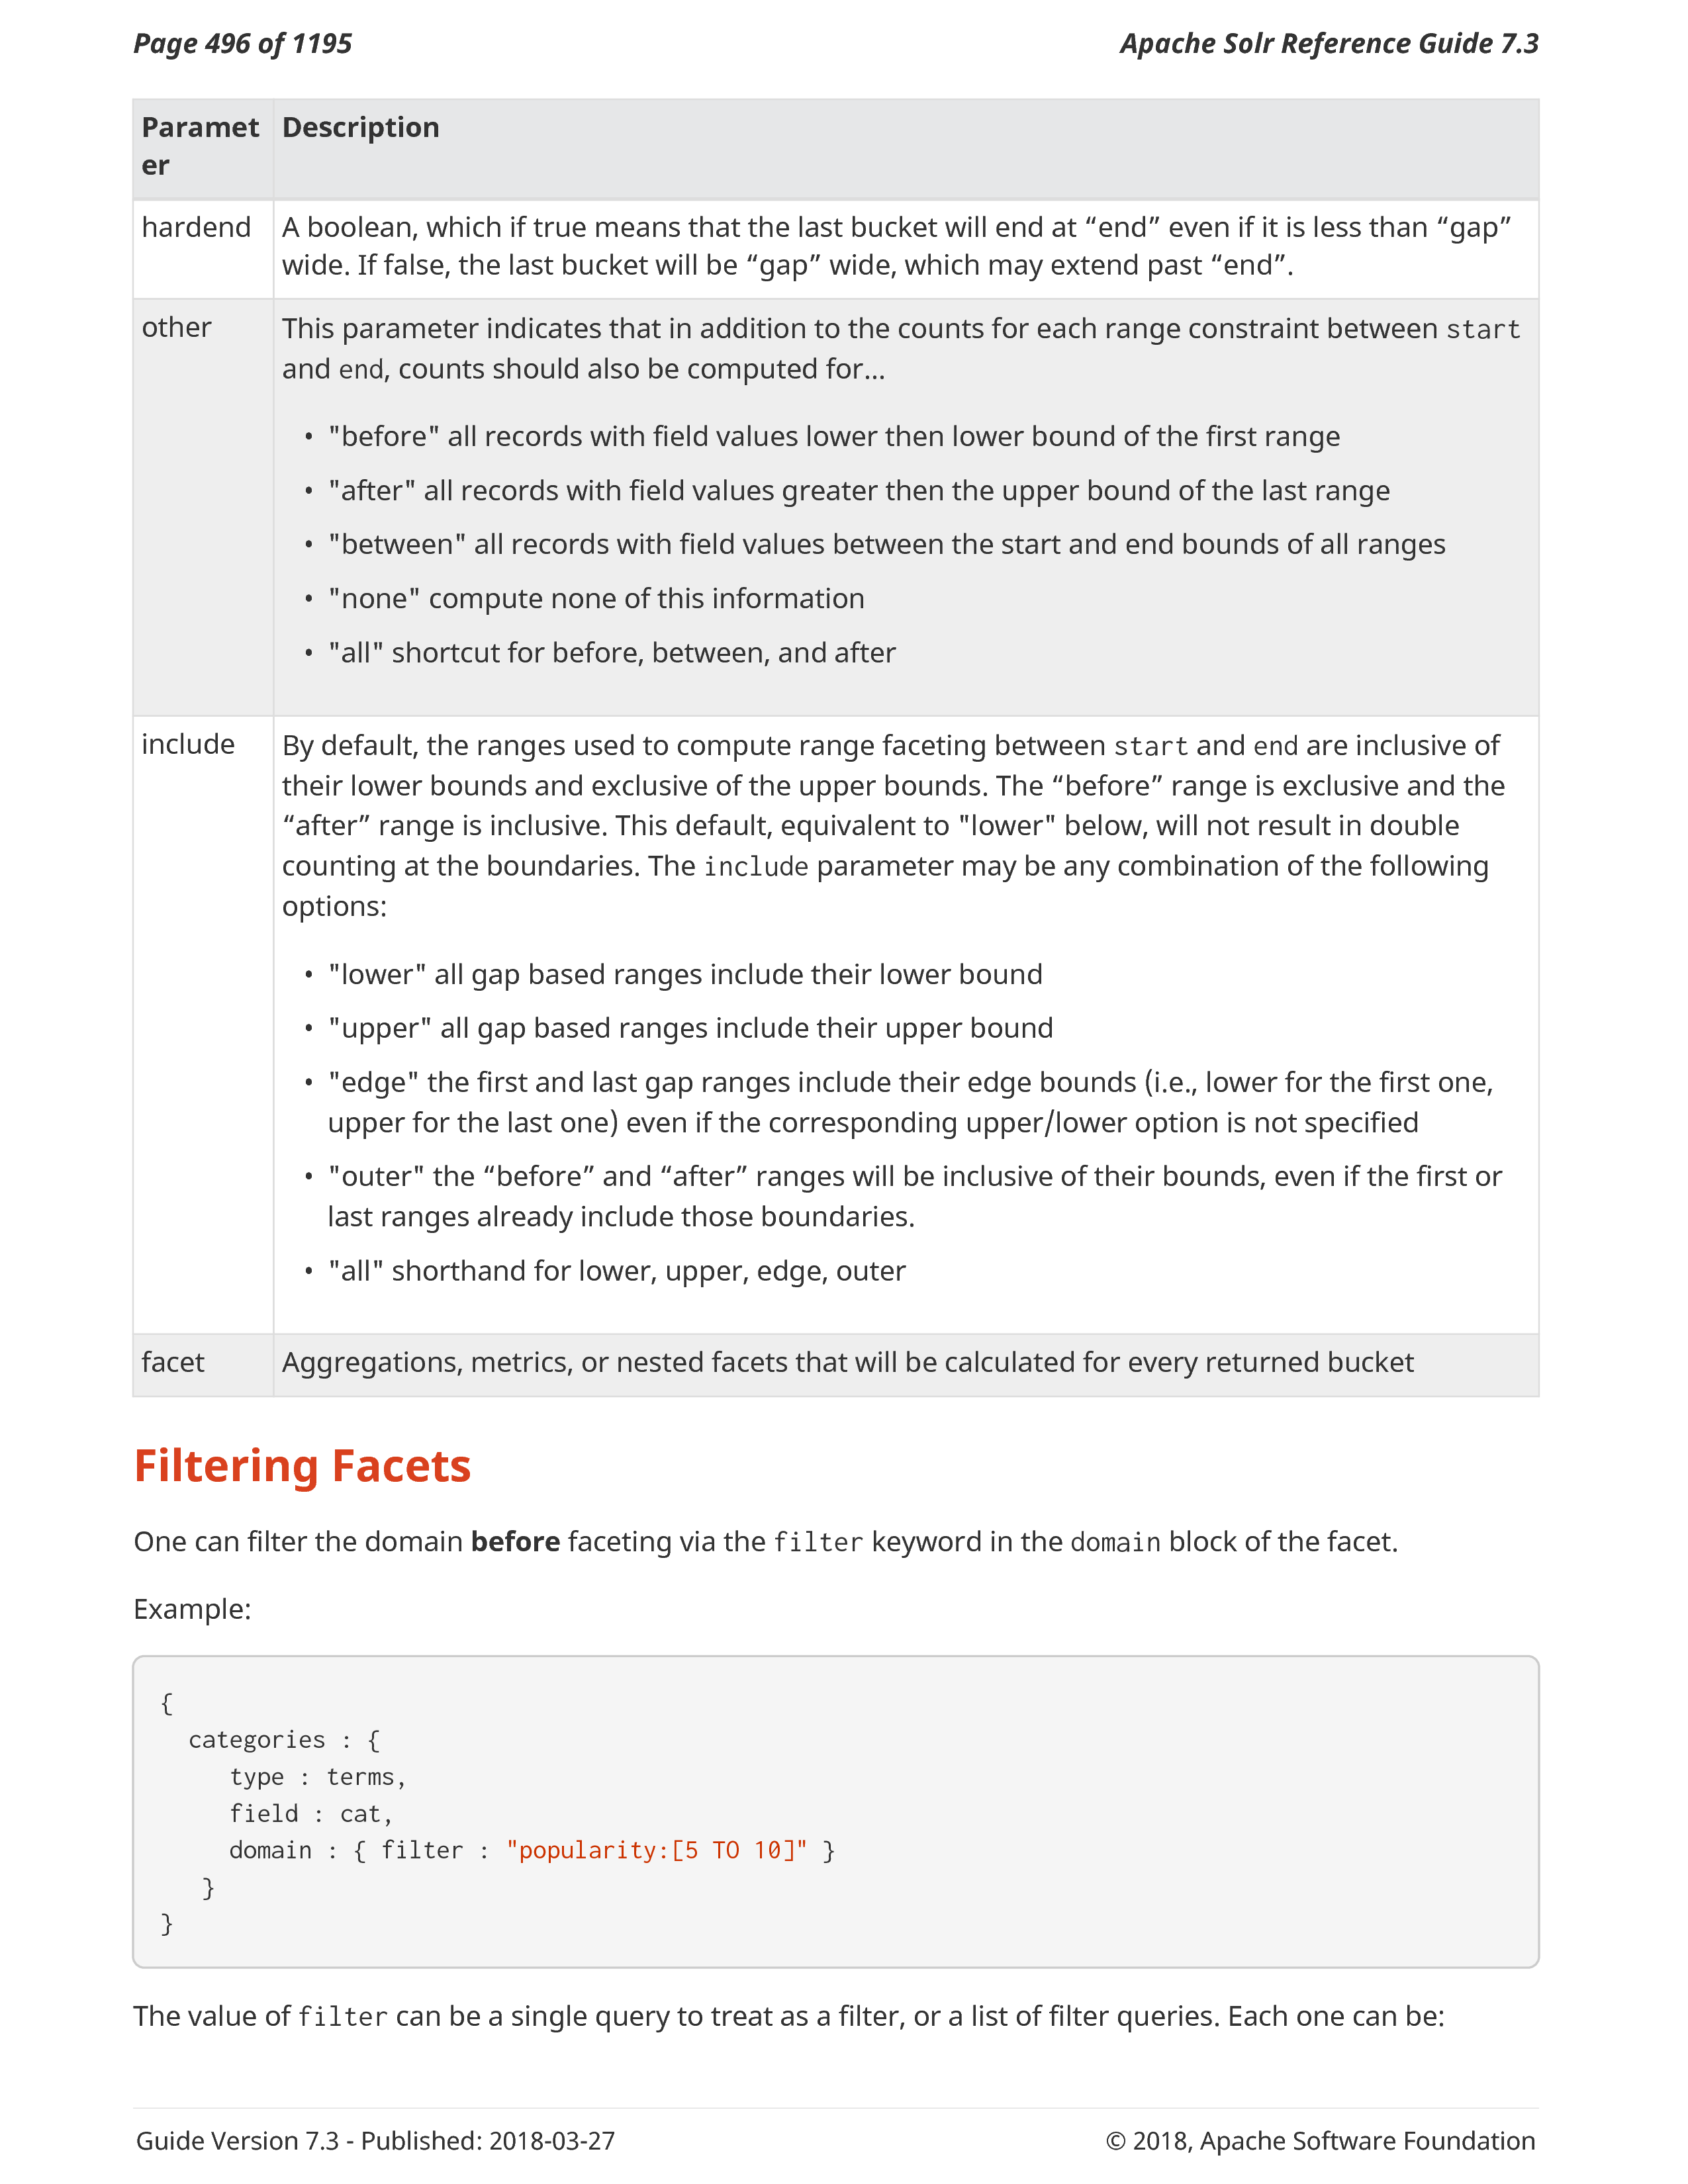 Page 496 of 1195
Apache Solr Reference Guide 7.3
Paramet
er
Description
hardend
A boolean, which if true means that the last bucket will end at “end” even if it is less than “gap”
wide. If false, the last bucket will be “gap” wide, which may extend past “end”.
other
This parameter indicates that in addition to the counts for each range constraint between start
and end, counts should also be computed for…
• "before" all records with field values lower then lower bound of the first range
• "after" all records with field values greater then the upper bound of the last range
• "between" all records with field values between the start and end bounds of all ranges
• "none" compute none of this information
• "all" shortcut for before, between, and after
include
By default, the ranges used to compute range faceting between start and end are inclusive of
their lower bounds and exclusive of the upper bounds. The “before” range is exclusive and the
“after” range is inclusive. This default, equivalent to "lower" below, will not result in double
counting at the boundaries. The include parameter may be any combination of the following
options:
• "lower" all gap based ranges include their lower bound
• "upper" all gap based ranges include their upper bound
• "edge" the first and last gap ranges include their edge bounds (i.e., lower for the first one,
upper for the last one) even if the corresponding upper/lower option is not specified
• "outer" the “before” and “after” ranges will be inclusive of their bounds, even if the first or
last ranges already include those boundaries.
• "all" shorthand for lower, upper, edge, outer
facet
Aggregations, metrics, or nested facets that will be calculated for every returned bucket
Filtering Facets
One can filter the domain before faceting via the filter keyword in the domain block of the facet.
Example:
{
  categories : {
     type : terms,
     field : cat,
     domain : { filter : "popularity:[5 TO 10]" }
   }
}
The value of filter can be a single query to treat as a filter, or a list of filter queries. Each one can be:
Guide Version 7.3 - Published: 2018-03-27
© 2018, Apache Software Foundation